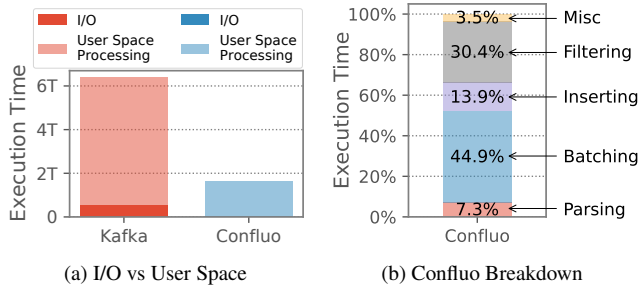 I/O
User Space
Processing
I/O
User Space
Processing
Execution Time
6T
4T
2T
0
Kafka
Confluo
(a) I/O vs User Space
Execution Time
100%
80%
60%
40%
20%
0%
3.5%
30.4%
13.9%
44.9%
7.3%
Misc
Filtering
Inserting
Batching
Parsing
Confluo
(b) Confluo Breakdown